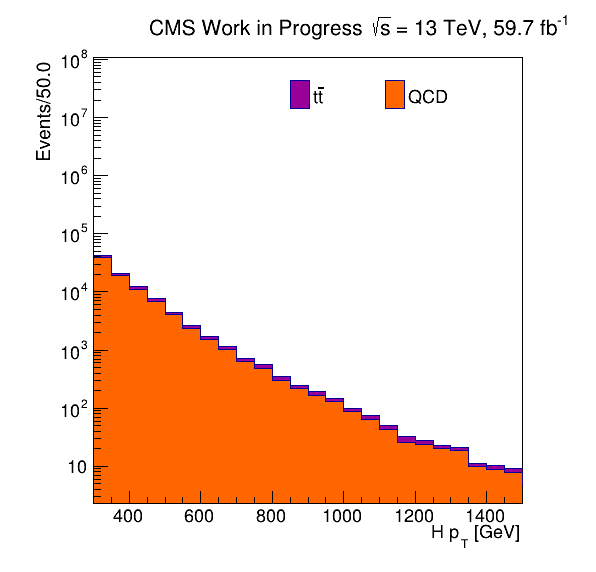 CMS Work in Progress √s = 13 TeV, 59.7 fb⁻¹
Events/50.0
tt̄
QCD
10⁸
10⁷
10⁶
10⁵
10⁴
10³
10²
10
400 600 800 1000 1200 1400
H p_T [GeV]